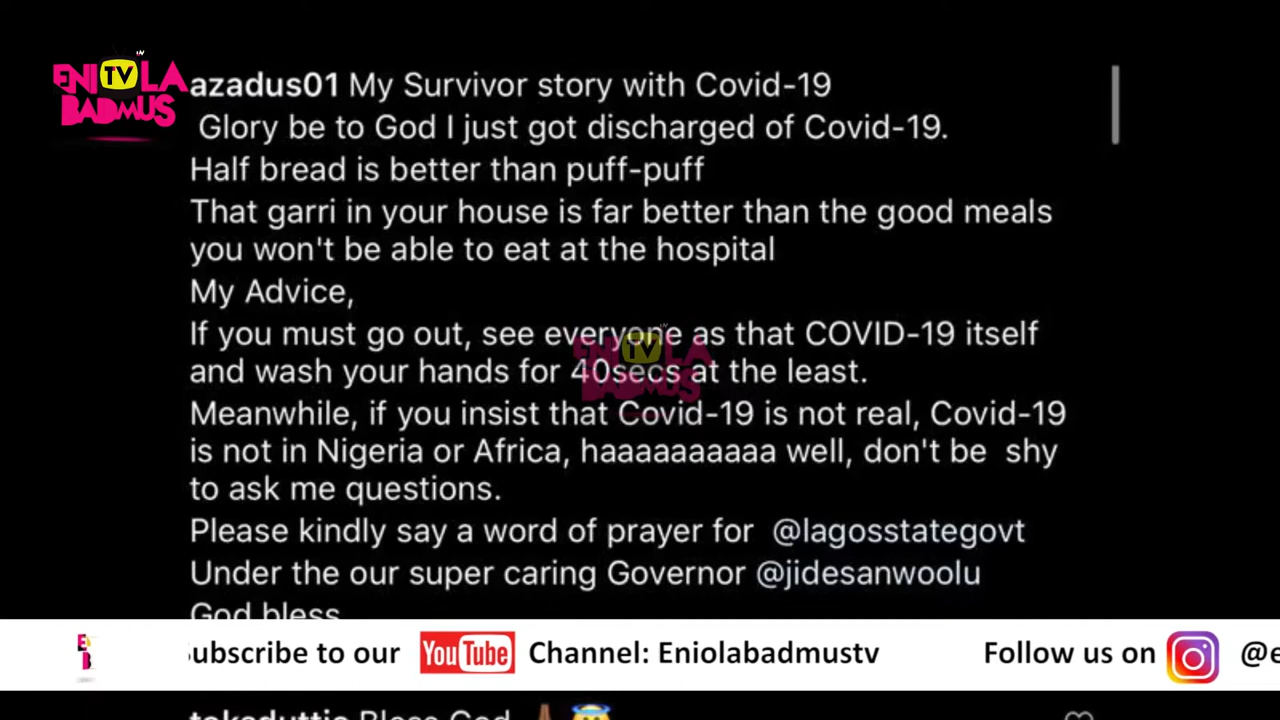 IN
ENIOLA
TV
BADMUS
azadus01 My Survivor story with Covid-19
Glory be to God I just got discharged of Covid-19.
Half bread is better than puff-puff
That garri in your house is far better than the good meals
you won't be able to eat at the hospital
My Advice,
If you must go out, see everyone as that COVID-19 itself
and wash your hands for 40secs at the least.
Meanwhile, if you insist that Covid-19 is not real, Covid-19
is not in Nigeria or Africa, haaaaaaaaaa well, don't be shy
to ask me questions.
Please kindly say a word of prayer for @lagosstategovt
Under the our super caring Governor @jidesanwoolu
God bless
ubscribe to our YouTube Channel: Eniolabadmustv Follow us on @e
Bless God